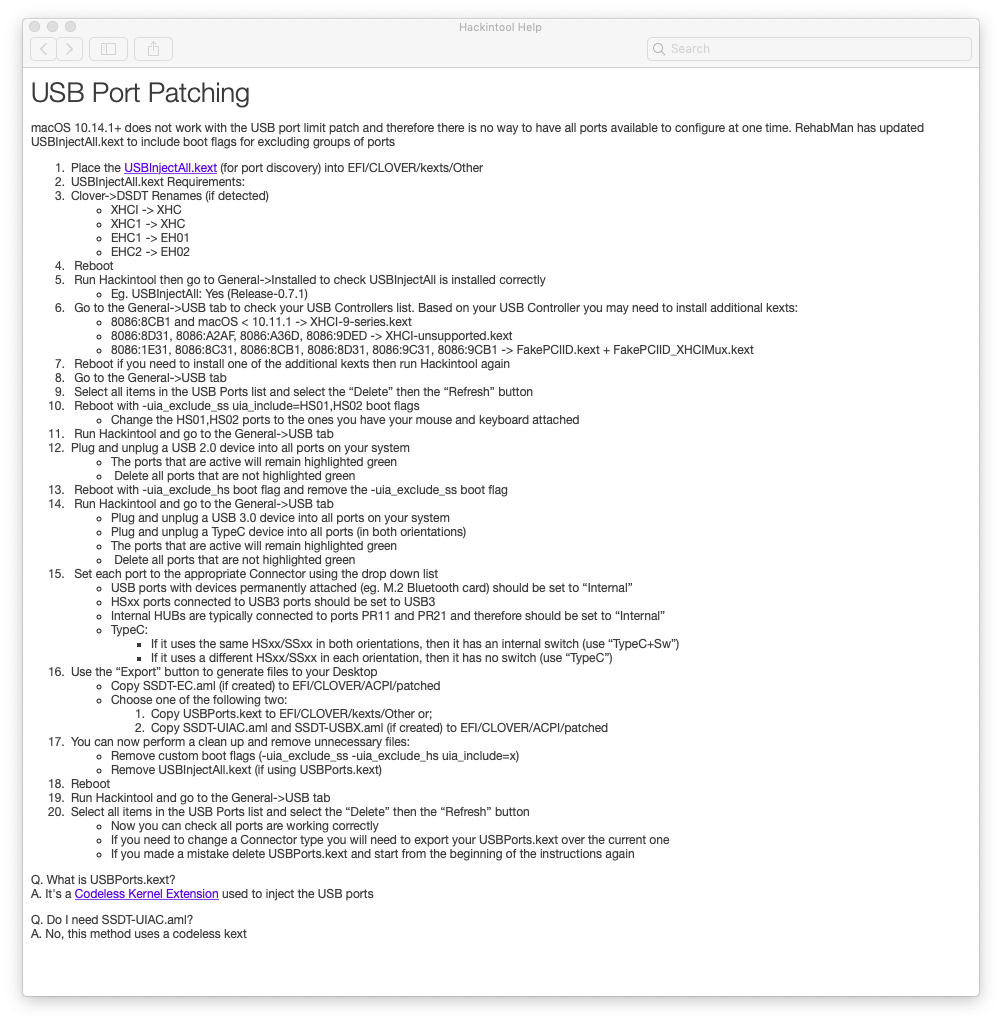 Hackintool Help
Search
USB Port Patching
macOS 10.14.1+ does not work with the USB port limit patch and therefore there is no way to have all ports available to configure at one time. RehabMan has updated
USBInjectAll.kext to include boot flags for excluding groups of ports
1. Place the USBInjectAll.kext (for port discovery) into EFI/CLOVER/kexts/Other
2. USBInjectAll.kext Requirements:
3. Clover->DSDT Renames (if detected)
◦ XHCI -> XHC
◦ XHC1 -> XHC
◦ EHC1 -> EH01
◦ EHC2 -> EH02
4. Reboot
5. Run Hackintool then go to General->Installed to check USBInjectAll is installed correctly
◦ Eg. USBInjectAll: Yes (Release-0.7.1)
6. Go to the General->USB tab to check your USB Controllers list. Based on your USB Controller you may need to install additional kexts:
◦ 8086:8CB1 and macOS < 10.11.1 -> XHCI-9-series.kext
◦ 8086:8D31, 8086:A2AF, 8086:A36D, 8086:9DED -> XHCI-unsupported.kext
◦ 8086:1E31, 8086:8C31, 8086:8CB1, 8086:8D31, 8086:9C31, 8086:9CB1 -> FakePCIID.kext + FakePCIID_XHCIMux.kext
7. Reboot if you need to install one of the additional kexts then run Hackintool again
8. Go to the General->USB tab
9. Select all items in the USB Ports list and select the “Delete” then the “Refresh” button
10. Reboot with -uia_exclude_ss uia_include=HS01,HS02 boot flags
◦ Change the HS01,HS02 ports to the ones you have your mouse and keyboard attached
11. Run Hackintool and go to the General->USB tab
12. Plug and unplug a USB 2.0 device into all ports on your system
◦ The ports that are active will remain highlighted green
◦ Delete all ports that are not highlighted green
13. Reboot with -uia_exclude_hs boot flag and remove the -uia_exclude_ss boot flag
14. Run Hackintool and go to the General->USB tab
◦ Plug and unplug a USB 3.0 device into all ports on your system
◦ Plug and unplug a TypeC device into all ports (in both orientations)
◦ The ports that are active will remain highlighted green
◦ Delete all ports that are not highlighted green
15. Set each port to the appropriate Connector using the drop down list
◦ USB ports with devices permanently attached (eg. M.2 Bluetooth card) should be set to “Internal”
◦ HSxx ports connected to USB3 ports should be set to USB3
◦ Internal HUBs are typically connected to ports PR11 and PR21 and therefore should be set to “Internal”
◦ TypeC:
▪ If it uses the same HSxx/SSxx in both orientations, then it has an internal switch (use “TypeC+Sw”)
▪ If it uses a different HSxx/SSxx in each orientation, then it has no switch (use “TypeC”)
16. Use the “Export” button to generate files to your Desktop
◦ Copy SSDT-EC.aml (if created) to EFI/CLOVER/ACPI/patched
◦ Choose one of the following two:
1. Copy USBPorts.kext to EFI/CLOVER/kexts/Other or;
2. Copy SSDT-UIAC.aml and SSDT-USBX.aml (if created) to EFI/CLOVER/ACPI/patched
17. You can now perform a clean up and remove unnecessary files:
◦ Remove custom boot flags (-uia_exclude_ss -uia_exclude_hs uia_include=x)
◦ Remove USBInjectAll.kext (if using USBPorts.kext)
18. Reboot
19. Run Hackintool and go to the General->USB tab
20. Select all items in the USB Ports list and select the “Delete” then the “Refresh” button
◦ Now you can check all ports are working correctly
◦ If you need to change a Connector type you will need to export your USBPorts.kext over the current one
◦ If you made a mistake delete USBPorts.kext and start from the beginning of the instructions again
Q. What is USBPorts.kext?
A. It's a Codeless Kernel Extension used to inject the USB ports
Q. Do I need SSDT-UIAC.aml?
A. No, this method uses a codeless kext